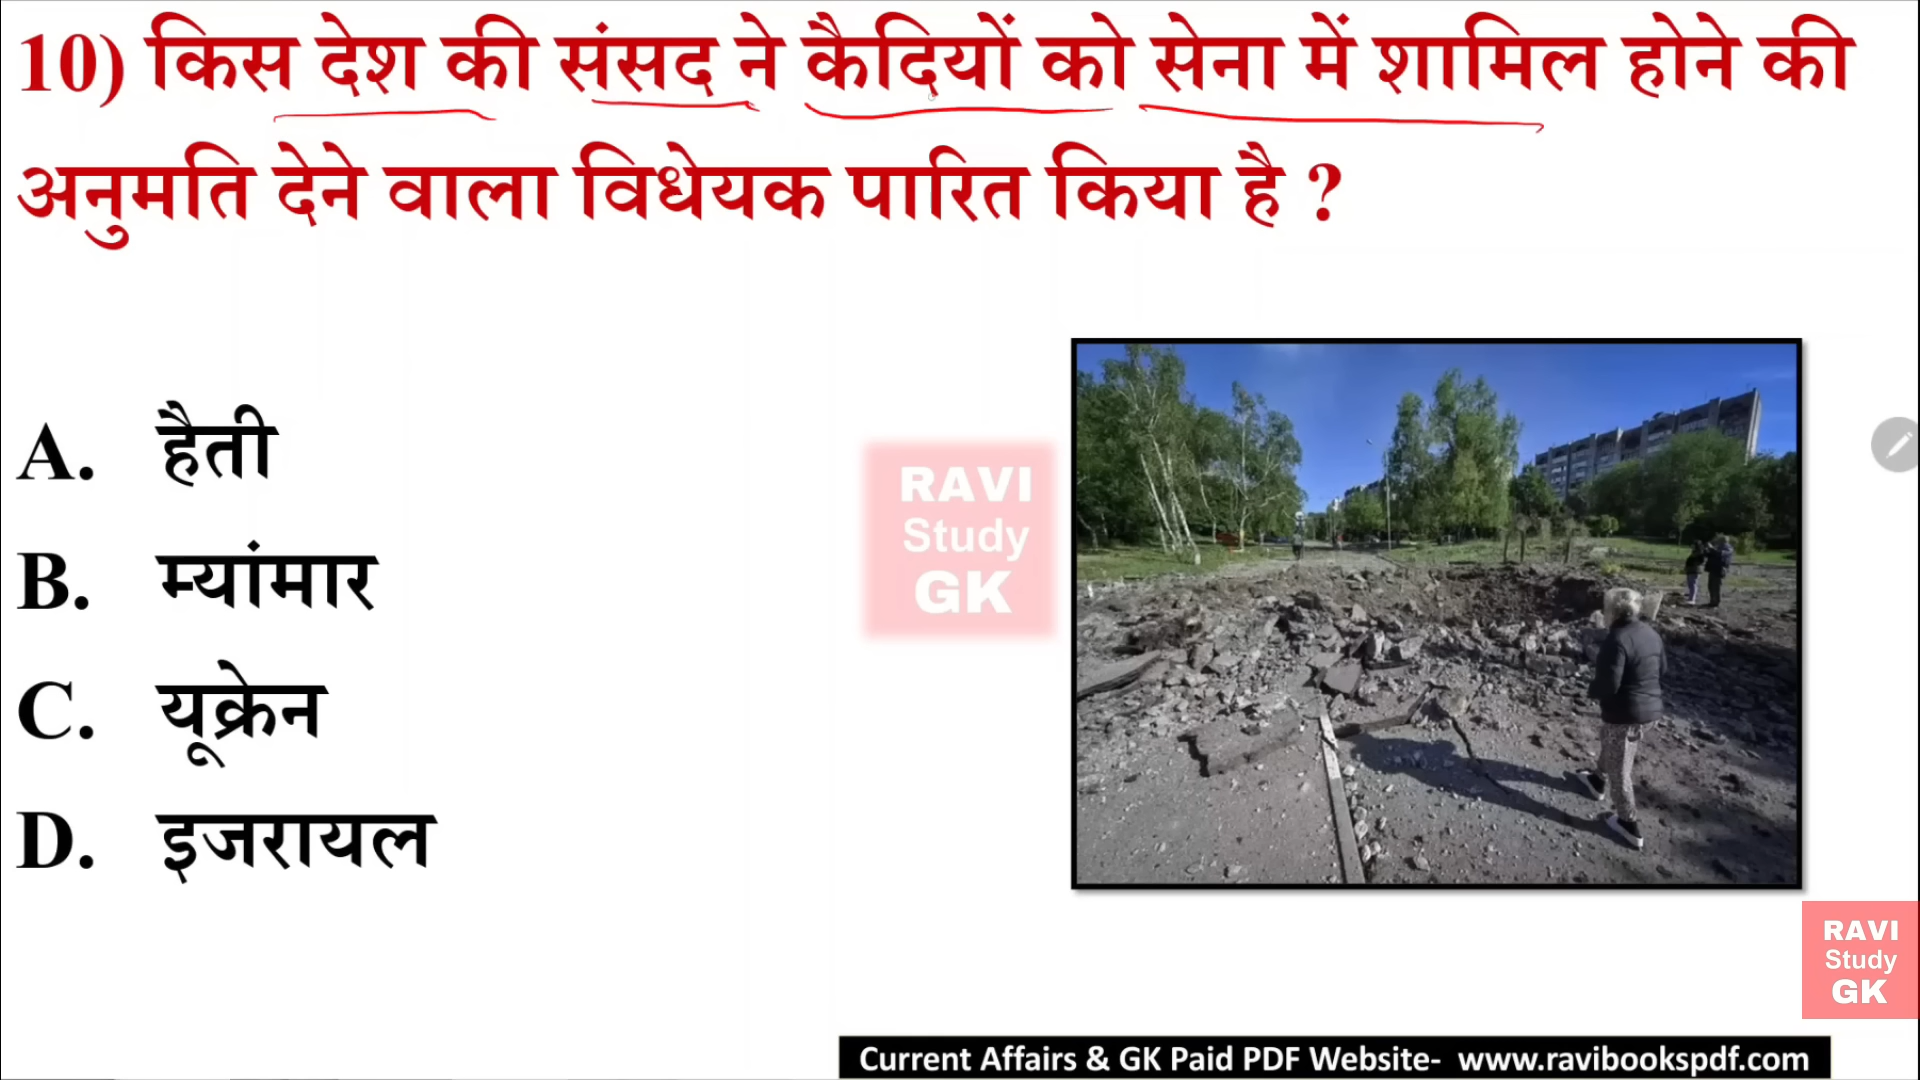 10) किस देश की संसद ने कैदियों को सेना में शामिल होने की
अनुमति देने वाला विधेयक पारित किया है ?
A. हैती
B. म्यांमार
C. यूक्रेन
D. इजरायल
RAVI
Study
GK
RAVI
Study
GK
Current Affairs & GK Paid PDF Website- www.ravibookspdf.com